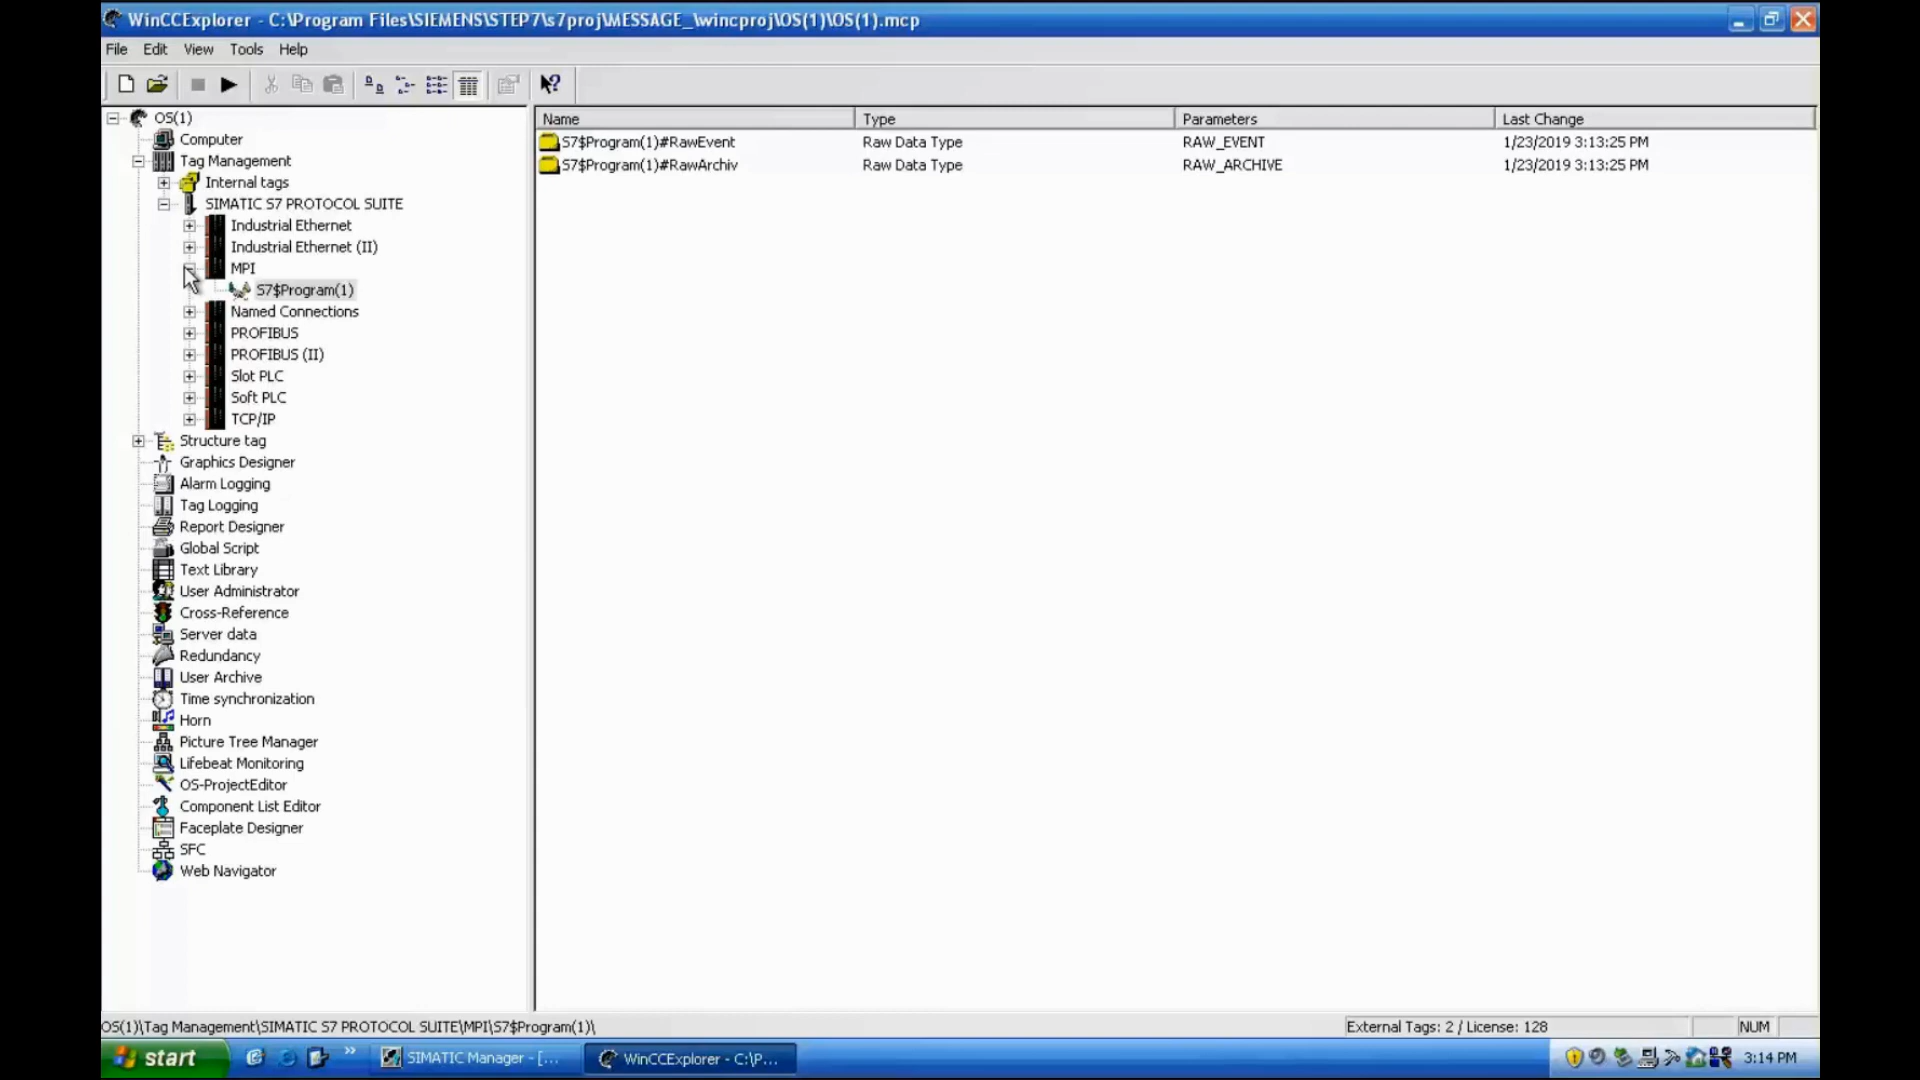 WinCCExplorer - C:\Program Files\SIEMENS\STEP7\s7proj\MESSAGE_\wincproj\OS(1)\OS(1).mcp
File Edit View Tools Help
OS(1)
Computer
Tag Management
Internal tags
SIMATIC S7 PROTOCOL SUITE
Industrial Ethernet
Industrial Ethernet (II)
MPI
S7$Program(1)
Named Connections
PROFIBUS
PROFIBUS (II)
Slot PLC
Soft PLC
TCP/IP
Structure tag
Graphics Designer
Alarm Logging
Tag Logging
Report Designer
Global Script
Text Library
User Administrator
Cross-Reference
Server data
Redundancy
User Archive
Time synchronization
Horn
Picture Tree Manager
Lifebeat Monitoring
OS-ProjectEditor
Component List Editor
Faceplate Designer
SFC
Web Navigator
Name Type Parameters Last Change
S7$Program(1)#RawEvent Raw Data Type RAW_EVENT 1/23/2019 3:13:25 PM
S7$Program(1)#RawArchiv Raw Data Type RAW_ARCHIVE 1/23/2019 3:13:25 PM
OS(1)\Tag Management\SIMATIC S7 PROTOCOL SUITE\MPI\S7$Program(1)\ External Tags: 2 / License: 128 NUM
start » SIMATIC Manager - [... WinCCExplorer - C:\P... 3:14 PM